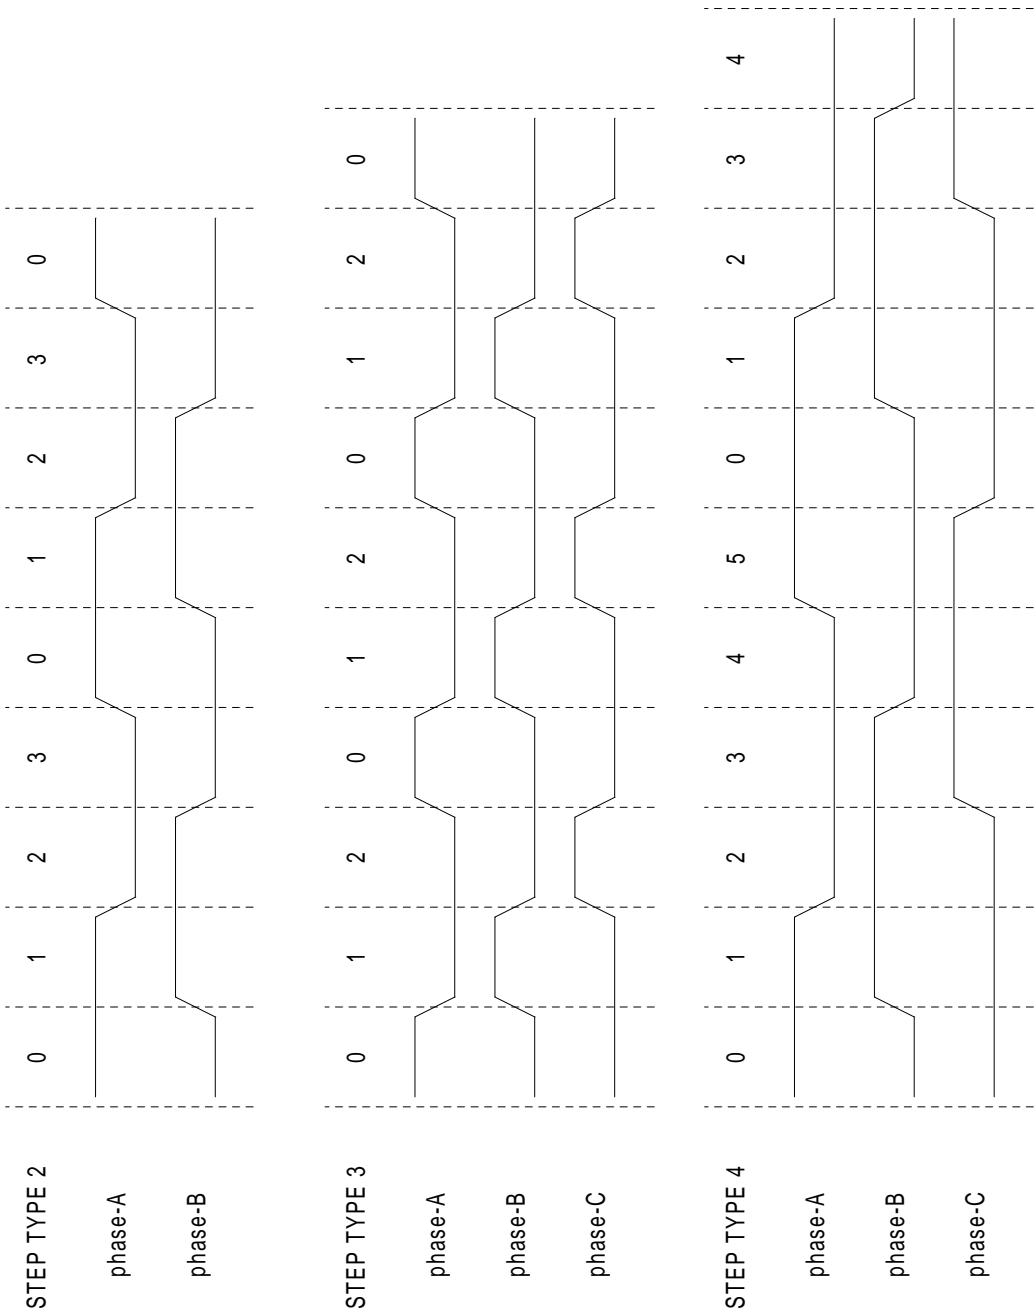 STEP TYPE 2 0 1 2 3 0 1 2 3 0
phase-A
phase-B
STEP TYPE 3 0 1 2 0 1 2 0 1 2 0
phase-A
phase-B
phase-C
STEP TYPE 4 0 1 2 3 4 5 0 1 2 3 4
phase-A
phase-B
phase-C